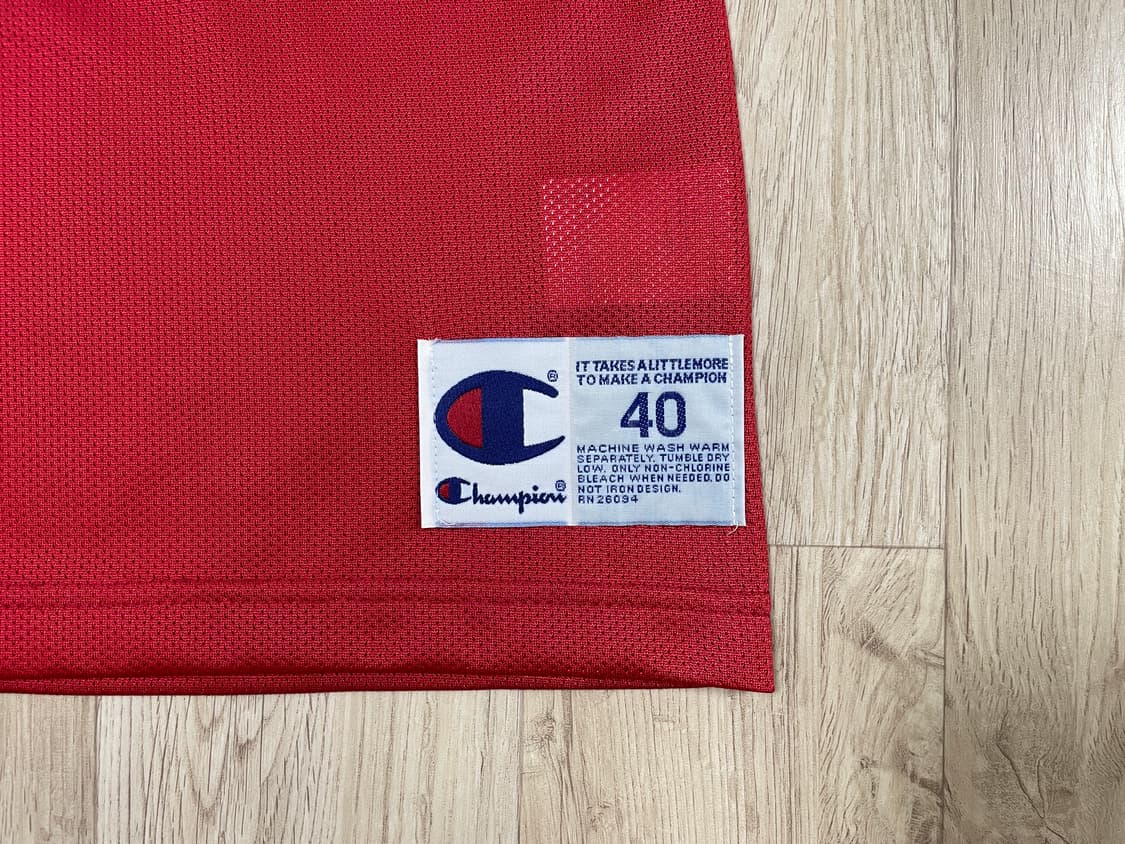 ®
Champion®
IT TAKES A LITTLE MORE
TO MAKE A CHAMPION
40
MACHINE WASH WARM
SEPARATELY. TUMBLE DRY
LOW. ONLY NON-CHLORINE
BLEACH WHEN NEEDED. DO
NOT IRON DESIGN.
RN 26094